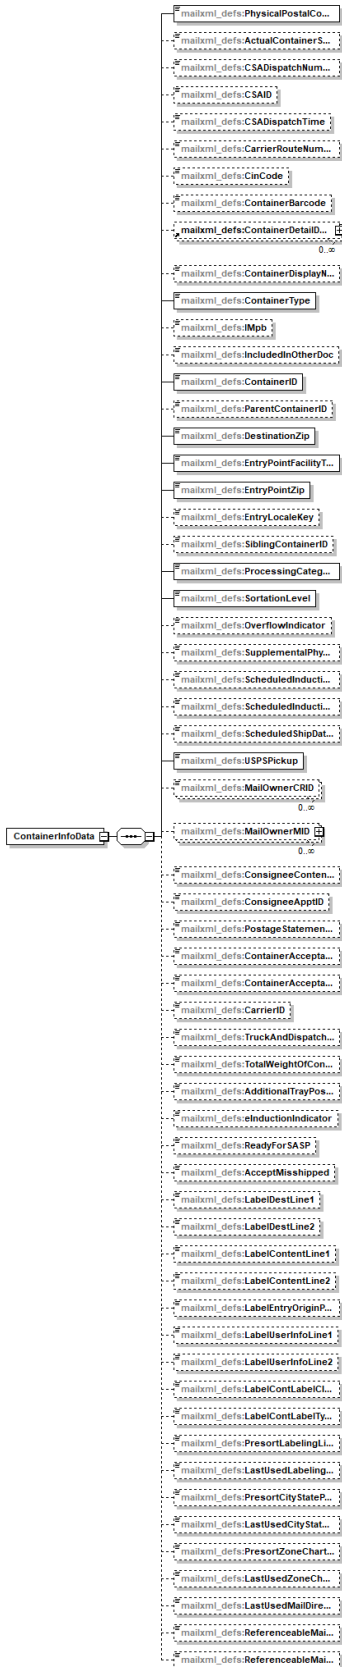 mailxml_defs:PhysicalPostalCo...
mailxml_defs:ActualContainerS...
mailxml_defs:CSADispatchNum...
mailxml_defs:CSAID
mailxml_defs:CSADispatchTime
mailxml_defs:CarrierRouteNum...
mailxml_defs:CinCode
mailxml_defs:ContainerBarcode
mailxml_defs:ContainerDetailD...
0..∞
mailxml_defs:ContainerDisplayN...
mailxml_defs:ContainerType
mailxml_defs:IMpb
mailxml_defs:IncludedInOtherDoc
mailxml_defs:ContainerID
mailxml_defs:ParentContainerID
mailxml_defs:DestinationZip
mailxml_defs:EntryPointFacilityT...
mailxml_defs:EntryPointZip
mailxml_defs:EntryLocaleKey
mailxml_defs:SiblingContainerID
mailxml_defs:ProcessingCateg...
mailxml_defs:SortationLevel
mailxml_defs:OverflowIndicator
mailxml_defs:SupplementalPhy...
mailxml_defs:ScheduledInducti...
mailxml_defs:ScheduledInducti...
mailxml_defs:ScheduledShipDat...
mailxml_defs:USPSPickup
mailxml_defs:MailOwnerCRID
0..∞
ContainerInfoData
mailxml_defs:MailOwnerMID
0..∞
mailxml_defs:ConsigneeConten...
mailxml_defs:ConsigneeApptID
mailxml_defs:PostageStatemen...
mailxml_defs:ContainerAccepta...
mailxml_defs:ContainerAccepta...
mailxml_defs:CarrierID
mailxml_defs:TruckAndDispatch...
mailxml_defs:TotalWeightOfCon...
mailxml_defs:AdditionalTrayPos...
mailxml_defs:eInductionIndicator
mailxml_defs:ReadyForSASP
mailxml_defs:AcceptMisshipped
mailxml_defs:LabelDestLine1
mailxml_defs:LabelDestLine2
mailxml_defs:LabelContentLine1
mailxml_defs:LabelContentLine2
mailxml_defs:LabelEntryOriginP...
mailxml_defs:LabelUserInfoLine1
mailxml_defs:LabelUserInfoLine2
mailxml_defs:LabelContLabelCl...
mailxml_defs:LabelContLabelTy...
mailxml_defs:PresortLabelingLi...
mailxml_defs:LastUsedLabeling...
mailxml_defs:PresortCityStateP...
mailxml_defs:LastUsedCityStat...
mailxml_defs:PresortZoneChart...
mailxml_defs:LastUsedZoneCh...
mailxml_defs:LastUsedMailDire...
mailxml_defs:ReferenceableMai...
mailxml_defs:ReferenceableMai...